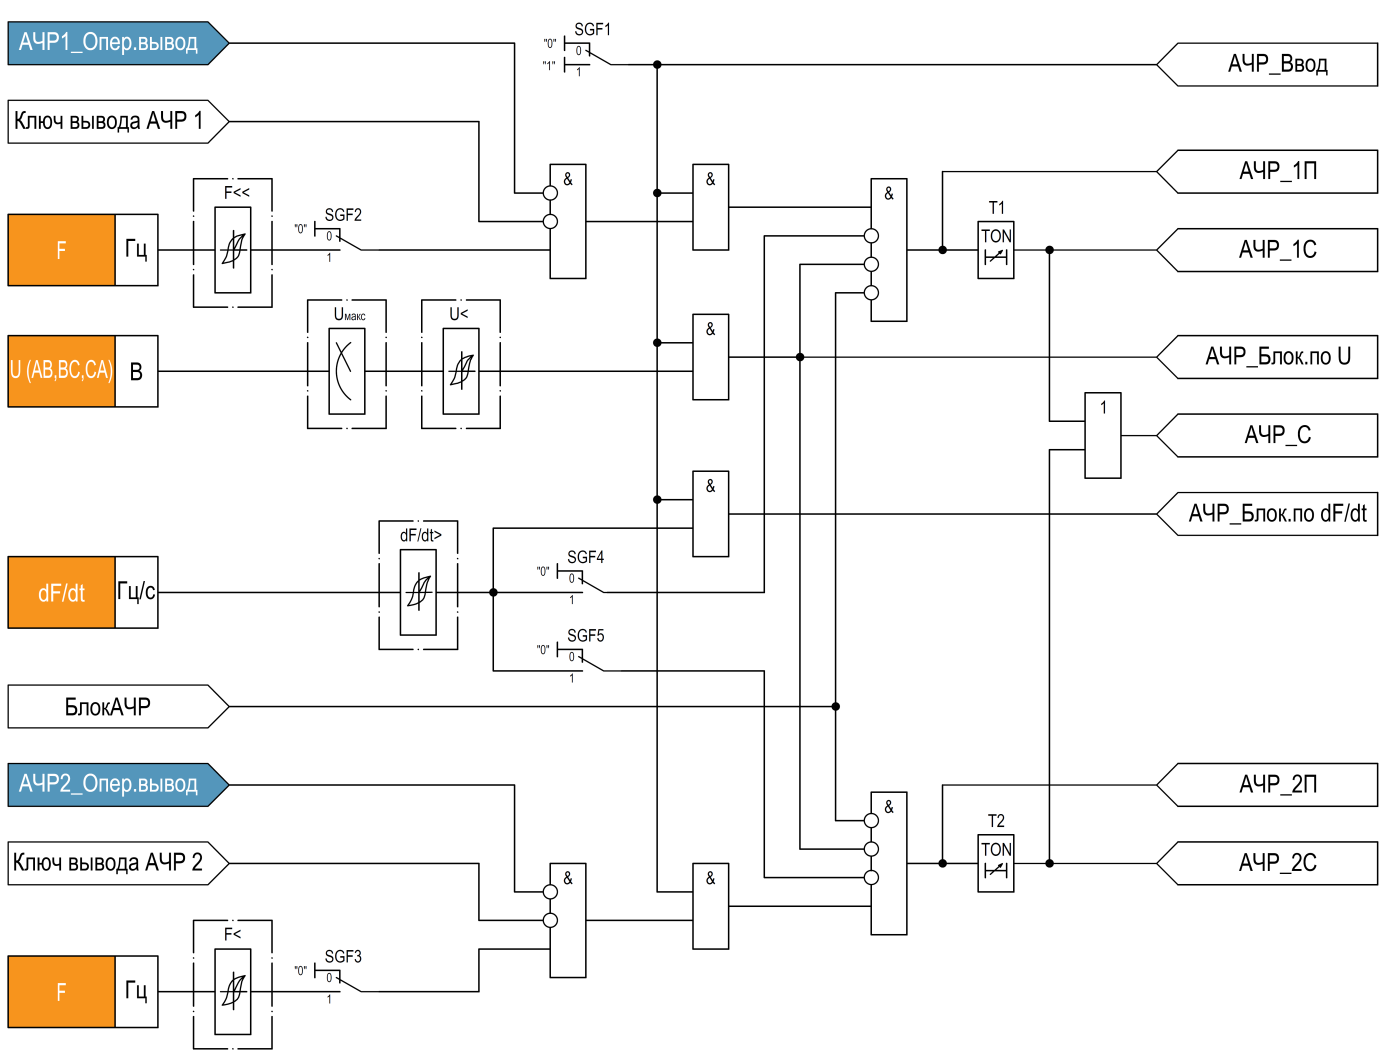 АЧР1_Опер.вывод
SGF1
"0"
0
"1"
1
АЧР_Ввод
Ключ вывода АЧР 1
&
&
&
АЧР_1П
F<<
SGF2
"0"
0
1
F
Гц
T1
TON
АЧР_1С
Uмакс
U<
&
U (AB,BC,CA)
В
АЧР_Блок.по U
1
АЧР_С
&
АЧР_Блок.по dF/dt
dF/dt>
SGF4
"0"
0
1
dF/dt
Гц/с
SGF5
"0"
0
1
БлокАЧР
АЧР2_Опер.вывод
&
АЧР_2П
T2
TON
Ключ вывода АЧР 2
&
&
АЧР_2С
F<
SGF3
"0"
0
1
F
Гц